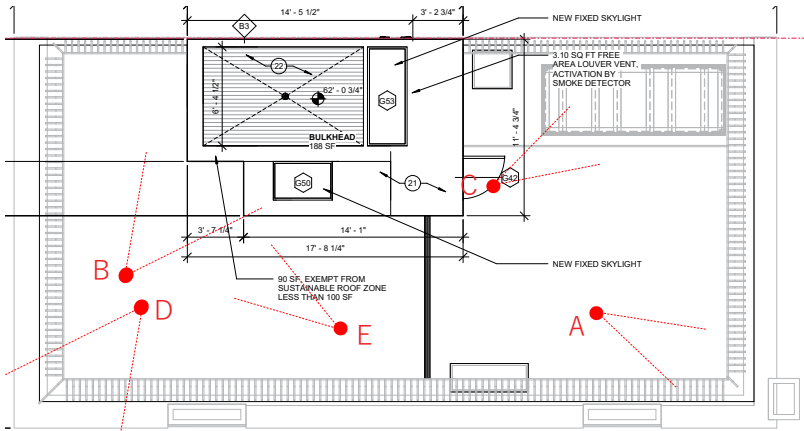 14' - 5 1/2"
3' - 2 3/4"
NEW FIXED SKYLIGHT
B3
3.10 SQ FT FREE
AREA LOUVER VENT,
ACTIVATION BY
SMOKE DETECTOR
22
62' - 0 3/4"
G53
6' - 4 1/2"
11' - 4 3/4"
BULKHEAD
188 SF
G50
21
C
G42
3' - 7 1/4"
14' - 1"
17' - 8 1/4"
B
NEW FIXED SKYLIGHT
90 SF, EXEMPT FROM
SUSTAINABLE ROOF ZONE
LESS THAN 100 SF
D
E
A